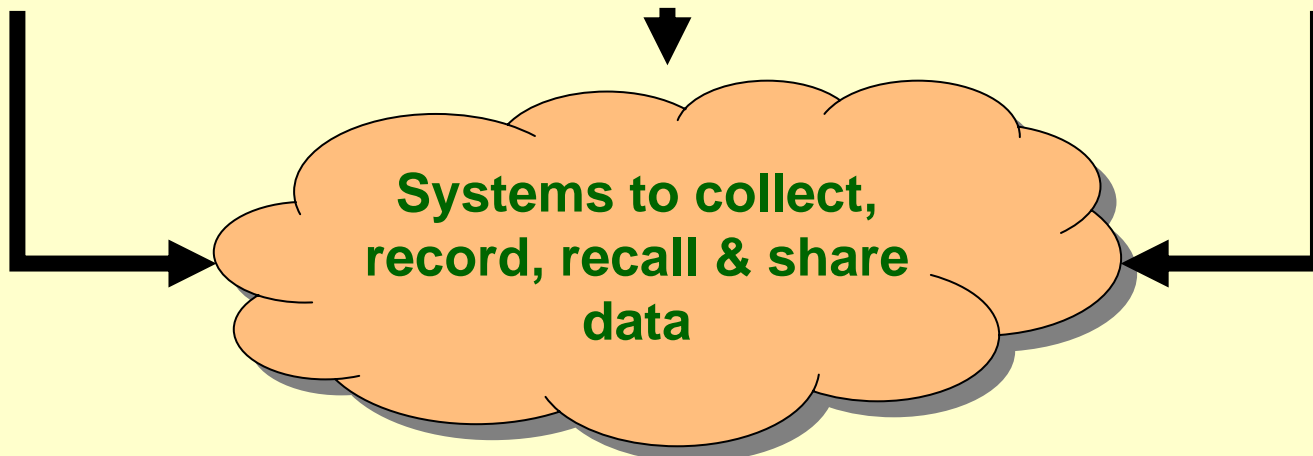 Systems to collect,
record, recall & share
data